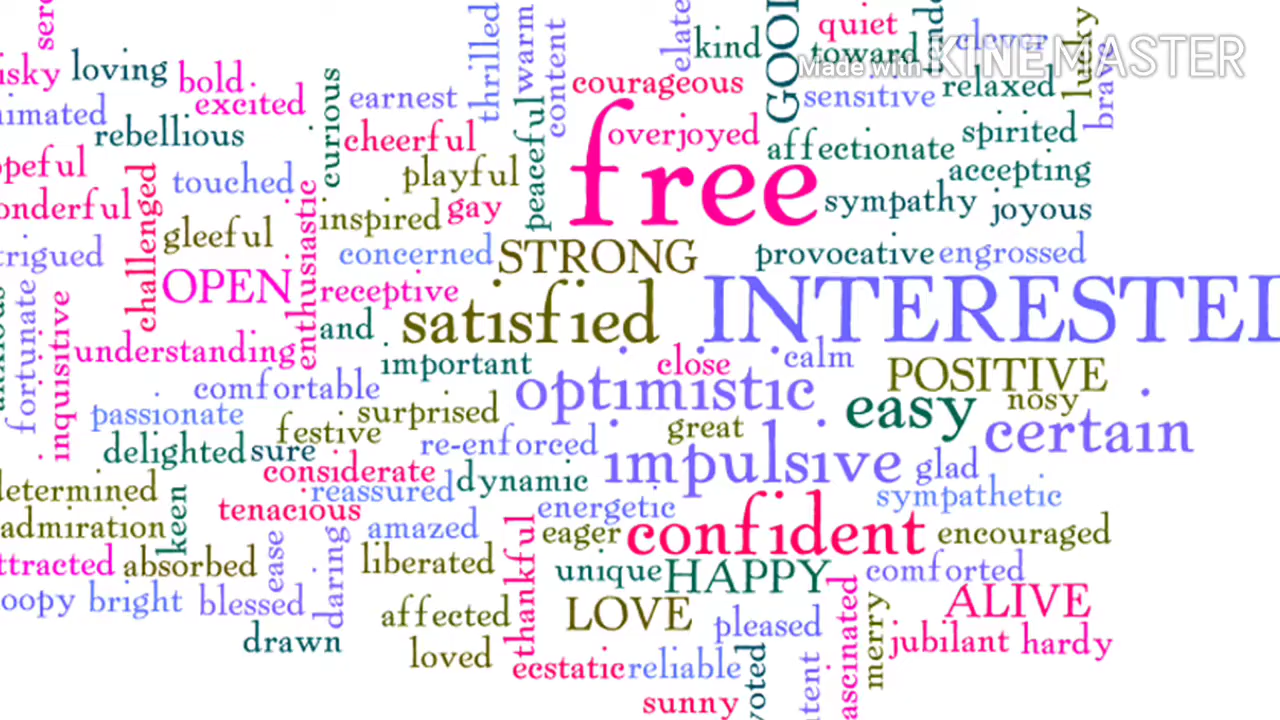 thrilled
warm
content
kind
GOOD
quiet
toward
clever
lucky
brave
Made with KINEMASTER
loving
bold
excited
rebellious
curious
earnest
cheerful
courageous
sensitive
relaxed
peaceful
free
overjoyed
affectionate
spirited
accepting
touched
playful
challenged
gleeful
enthusiastic
inspired
gay
sympathy
joyous
concerned
STRONG
provocative
engrossed
OPEN
receptive
satisfied
and
fortunate
inquisitive
understanding
important
close
calm
POSITIVE
comfortable
optimistic
easy
nosy
passionate
surprised
festive
great
certain
delighted
sure
re-enforced
impulsive
glad
considerate
dynamic
reassured
sympathetic
tenacious
energetic
keen
admiration
amazed
eager
confident
encouraged
absorbed
ease
daring
liberated
thankful
unique
HAPPY
comforted
bright
blessed
affected
LOVE
pleased
ALIVE
merry
jubilant
hardy
drawn
loved
ecstatic
reliable
sunny